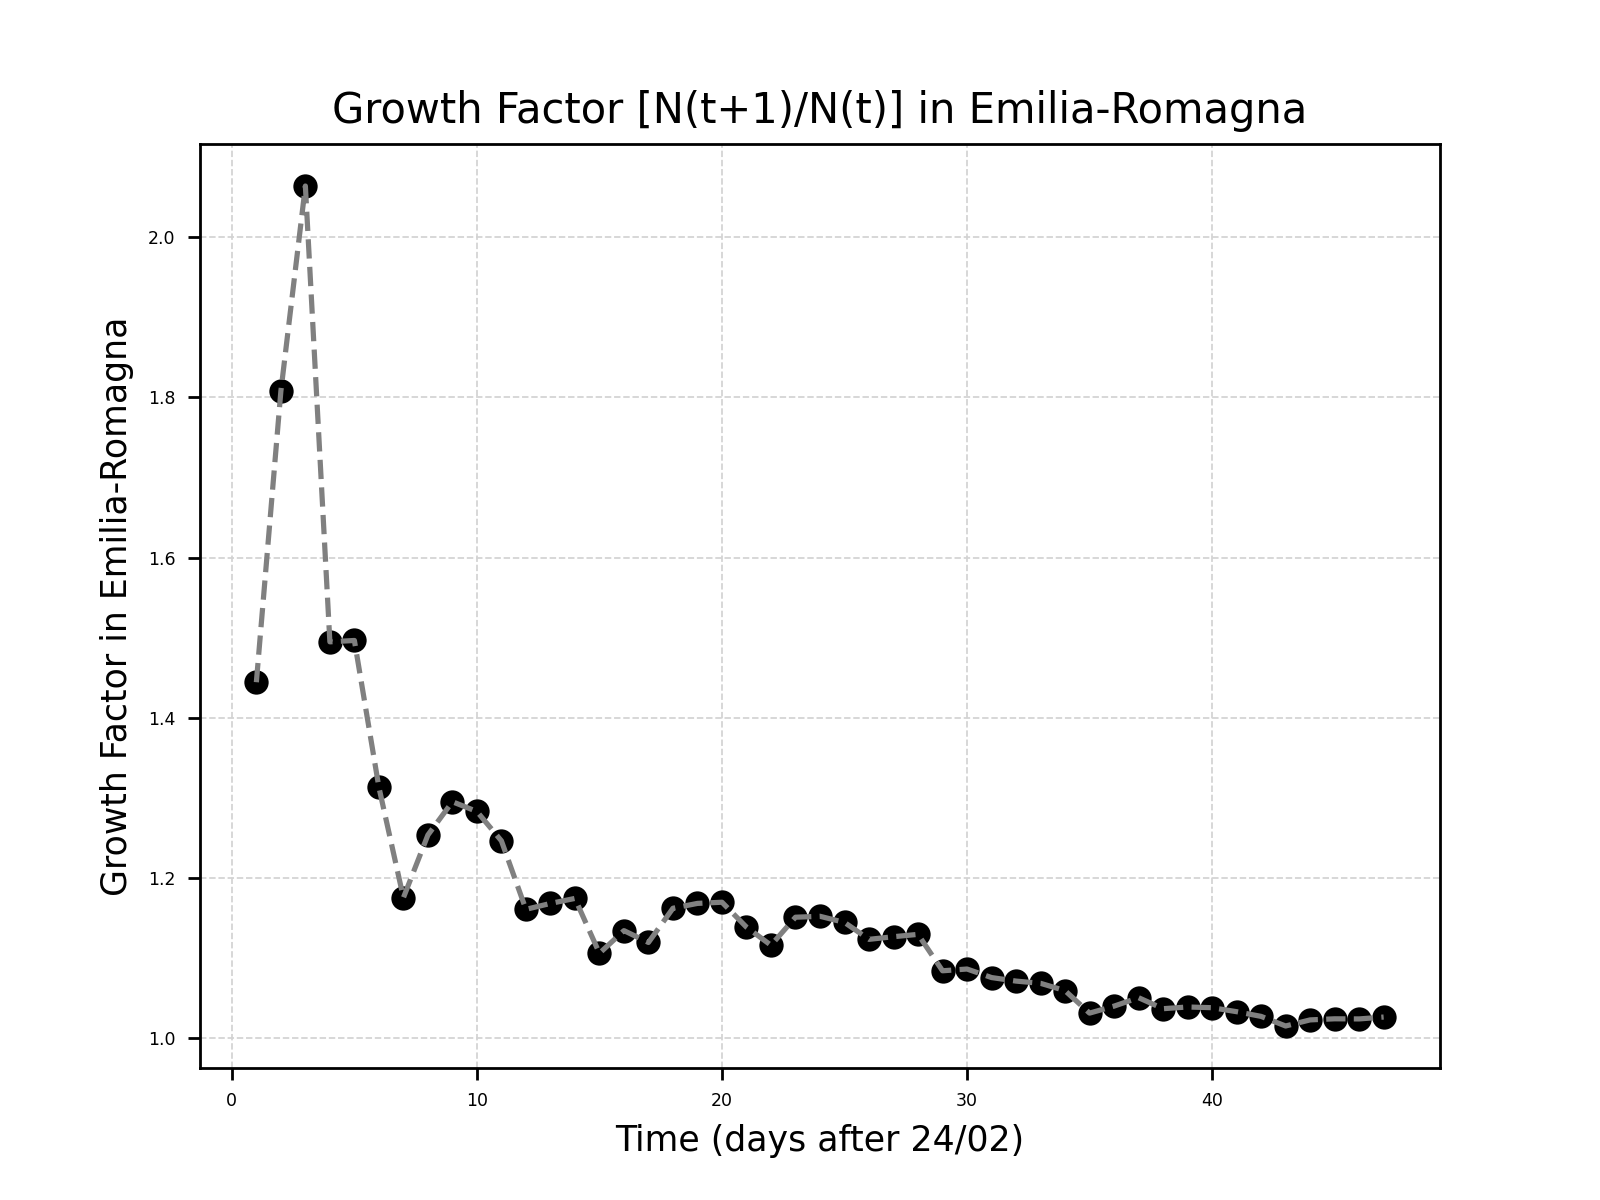 Growth Factor [N(t+1)/N(t)] in Emilia-Romagna
Growth Factor in Emilia-Romagna
2.0
1.8
1.6
1.4
1.2
1.0
0 10 20 30 40
Time (days after 24/02)